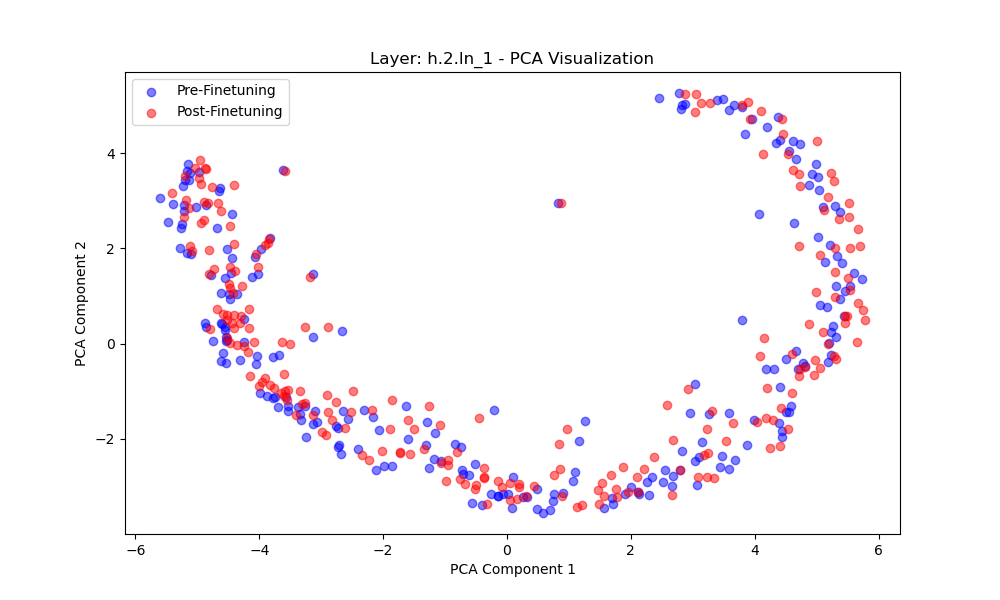 Layer: h.2.ln_1 - PCA Visualization
Pre-Finetuning
Post-Finetuning
PCA Component 2
4
2
0
−2
−6
−4
−2
0
2
4
6
PCA Component 1